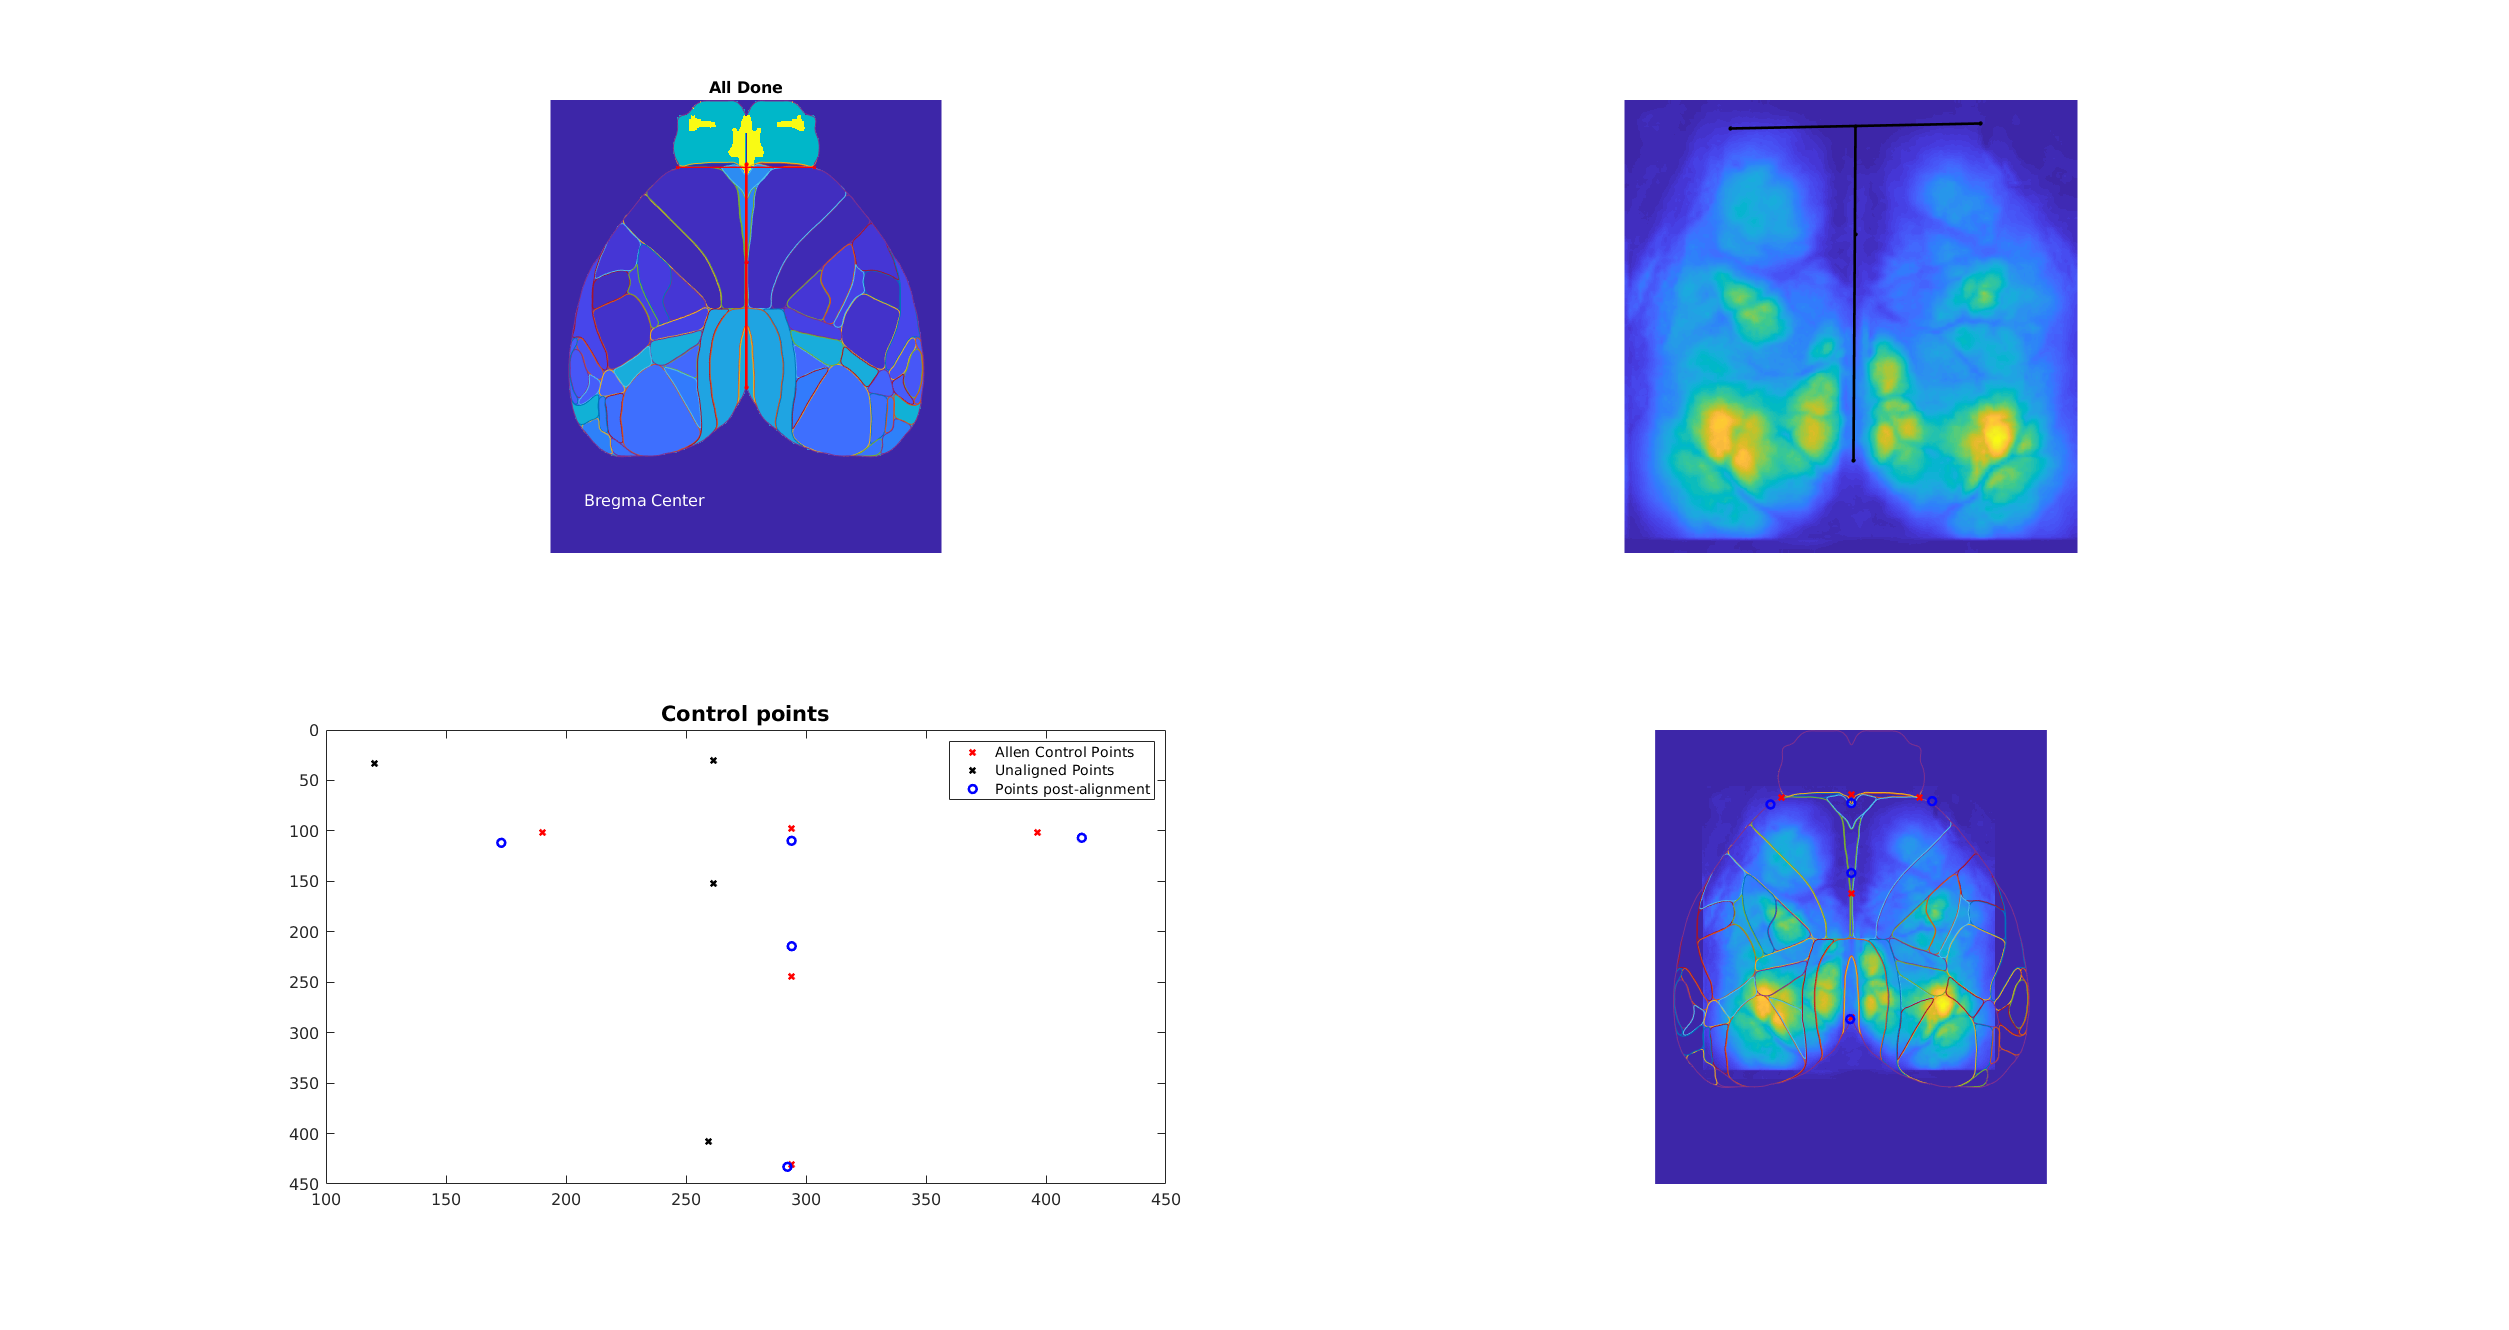 All Done
Bregma Center
Control points
Allen Control Points
Unaligned Points
Points post-alignment
0
50
100
150
200
250
300
350
400
450
100 150 200 250 300 350 400 450